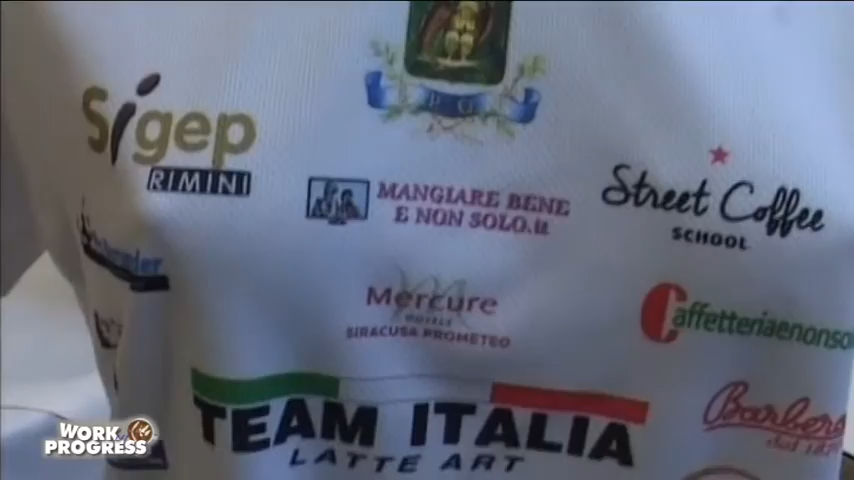 Sigep
RIMINI
MANGIARE BENE
E NON SOLO.it
Street Coffee
SCHOOL
Mercure
HOTELS
SIRACUSA PROMETEO
Caffetteriaenonso
TEAM ITALIA
LATTE ART
Barbera
WORK
PROGRESS